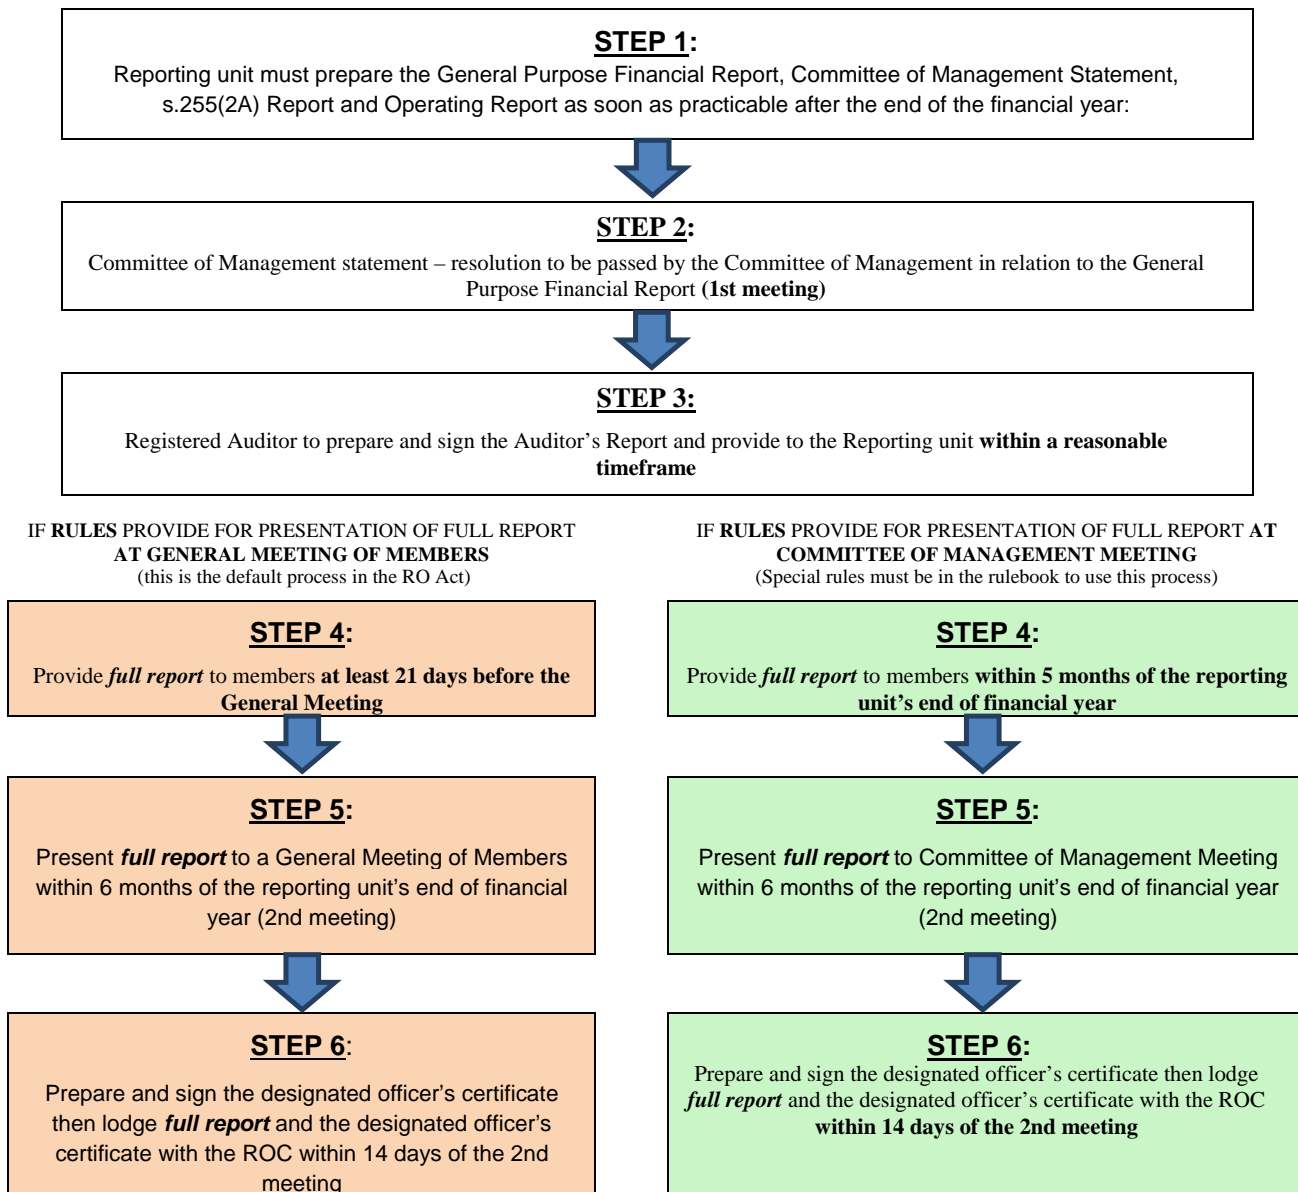 STEP 1:
Reporting unit must prepare the General Purpose Financial Report, Committee of Management Statement,
s.255(2A) Report and Operating Report as soon as practicable after the end of the financial year:
STEP 2:
Committee of Management statement – resolution to be passed by the Committee of Management in relation to the General
Purpose Financial Report (1st meeting)
STEP 3:
Registered Auditor to prepare and sign the Auditor’s Report and provide to the Reporting unit within a reasonable
timeframe
IF RULES PROVIDE FOR PRESENTATION OF FULL REPORT
AT GENERAL MEETING OF MEMBERS
(this is the default process in the RO Act)
STEP 4:
Provide full report to members at least 21 days before the
General Meeting
STEP 5:
Present full report to a General Meeting of Members
within 6 months of the reporting unit’s end of financial
year (2nd meeting)
STEP 6:
Prepare and sign the designated officer’s certificate
then lodge full report and the designated officer’s
certificate with the ROC within 14 days of the 2nd
meeting
IF RULES PROVIDE FOR PRESENTATION OF FULL REPORT AT
COMMITTEE OF MANAGEMENT MEETING
(Special rules must be in the rulebook to use this process)
STEP 4:
Provide full report to members within 5 months of the reporting
unit’s end of financial year
STEP 5:
Present full report to Committee of Management Meeting
within 6 months of the reporting unit’s end of financial year
(2nd meeting)
STEP 6:
Prepare and sign the designated officer’s certificate then lodge
full report and the designated officer’s certificate with the ROC
within 14 days of the 2nd meeting